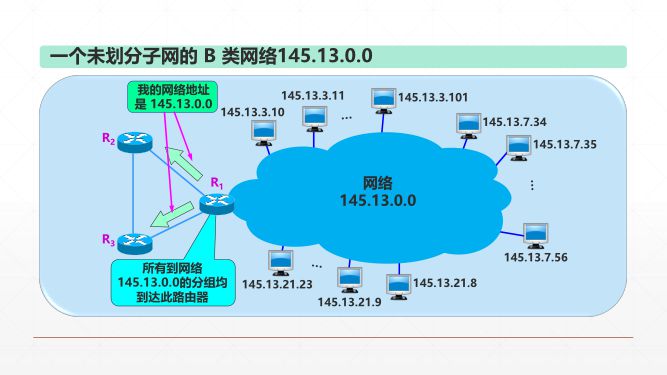 一个未划分子网的 B 类网络145.13.0.0
我的网络地址
是 145.13.0.0
145.13.3.10
145.13.3.11
...
145.13.3.101
145.13.7.34
145.13.7.35
...
145.13.7.56
R2
R1
R3
网络
145.13.0.0
所有到网络
145.13.0.0的分组均
到达此路由器
145.13.21.23
...
145.13.21.9
145.13.21.8